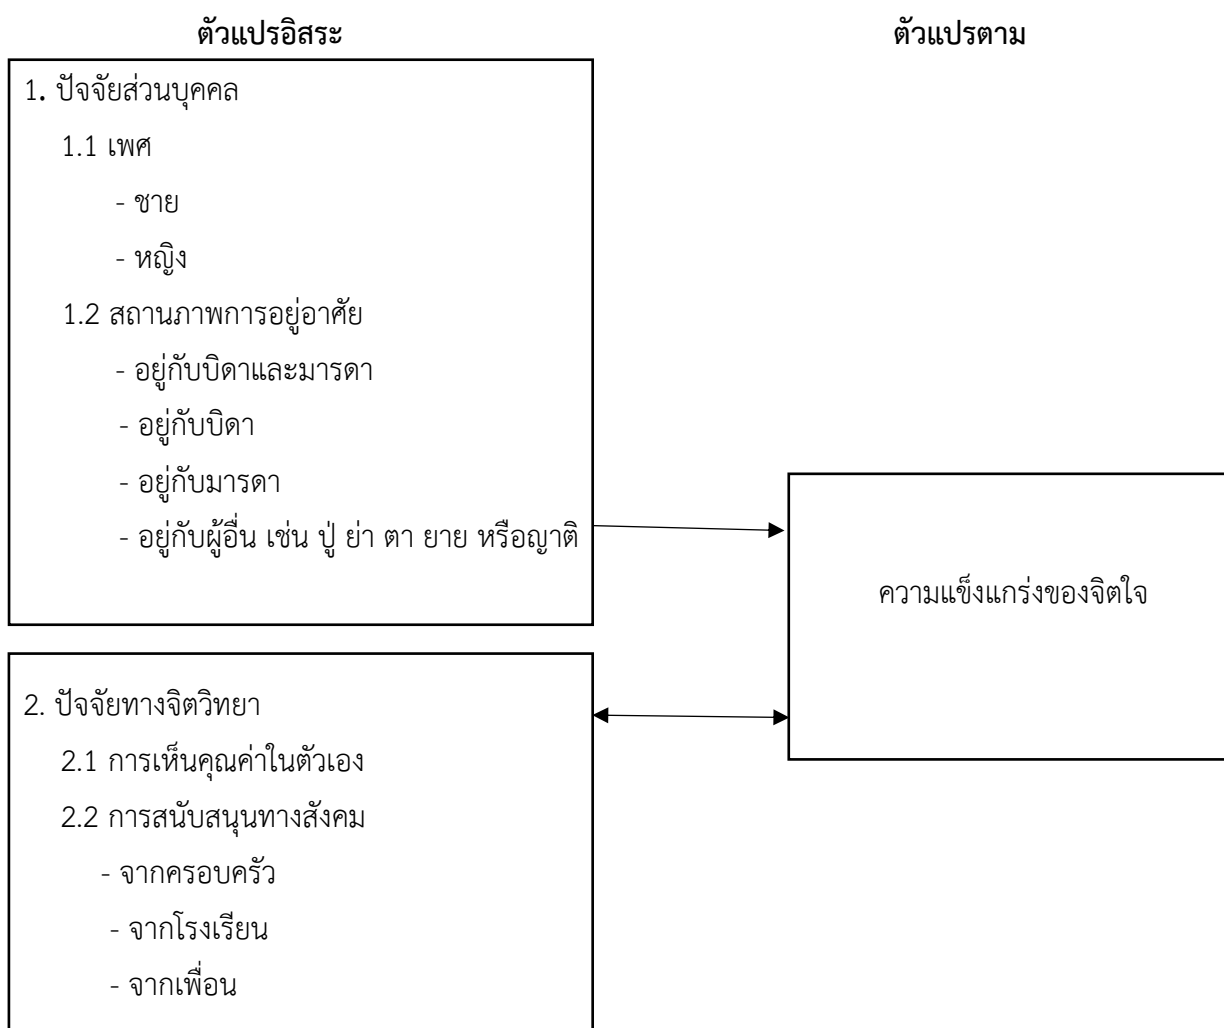 ตัวแปรอิสระ
ตัวแปรตาม
1. ปัจจัยส่วนบุคคล
1.1 เพศ
- ชาย
- หญิง
1.2 สถานภาพการอยู่อาศัย
- อยู่กับบิดาและมารดา
- อยู่กับบิดา
- อยู่กับมารดา
- อยู่กับผู้อื่น เช่น ปู่ ย่า ตา ยาย หรือญาติ
ความแข็งแกร่งของจิตใจ
2. ปัจจัยทางจิตวิทยา
2.1 การเห็นคุณค่าในตัวเอง
2.2 การสนับสนุนทางสังคม
- จากครอบครัว
- จากโรงเรียน
- จากเพื่อน